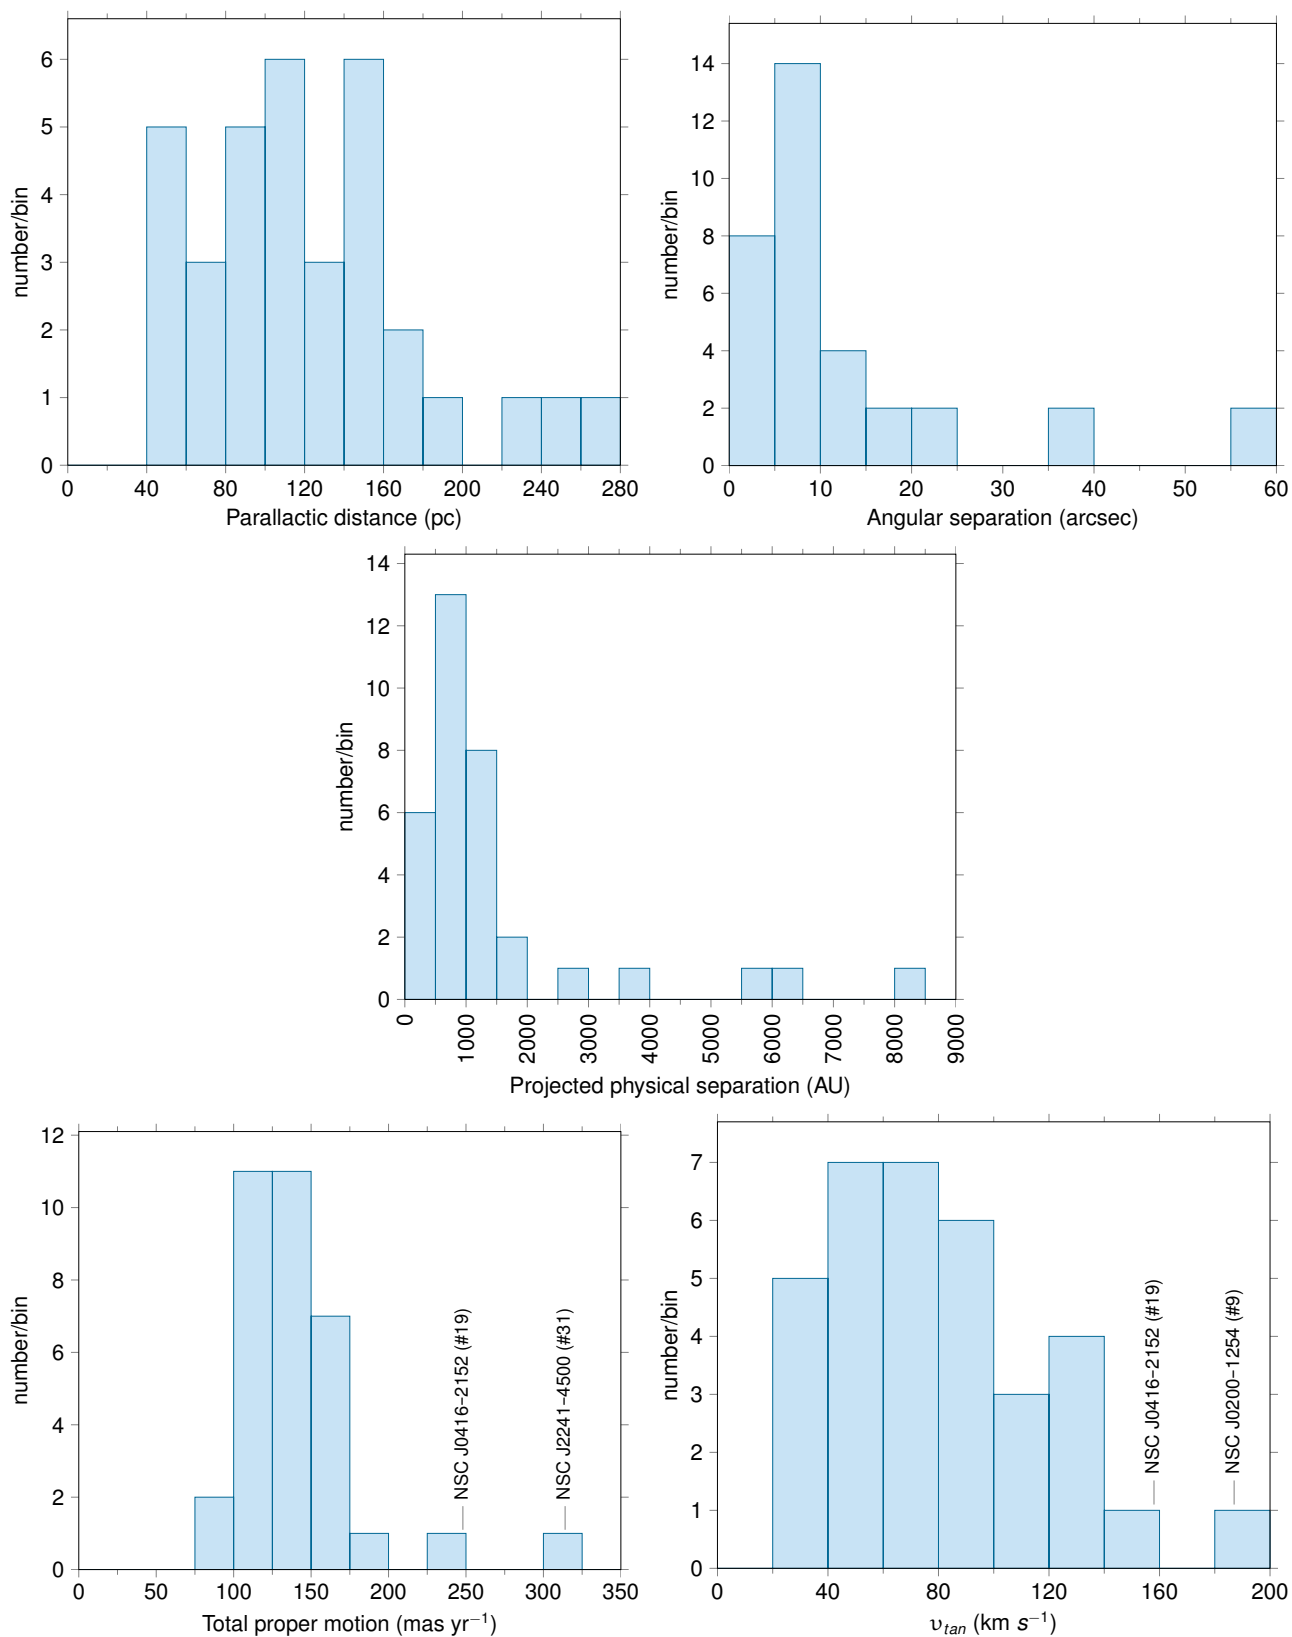 number/bin
6
5
4
3
2
1
0
0 40 80 120 160 200 240 280
Parallactic distance (pc)
number/bin
14
12
10
8
6
4
2
0
0 10 20 30 40 50 60
Angular separation (arcsec)
number/bin
14
12
10
8
6
4
2
0
0 1000 2000 3000 4000 5000 6000 7000 8000 9000
Projected physical separation (AU)
number/bin
12
10
8
6
4
2
0
NSC J0416−2152 (#19)
NSC J2241−4500 (#31)
0 50 100 150 200 250 300 350
Total proper motion (mas yr⁻¹)
number/bin
7
6
5
4
3
2
1
0
NSC J0416−2152 (#19)
NSC J0200−1254 (#9)
0 40 80 120 160 200
υtan (km s⁻¹)